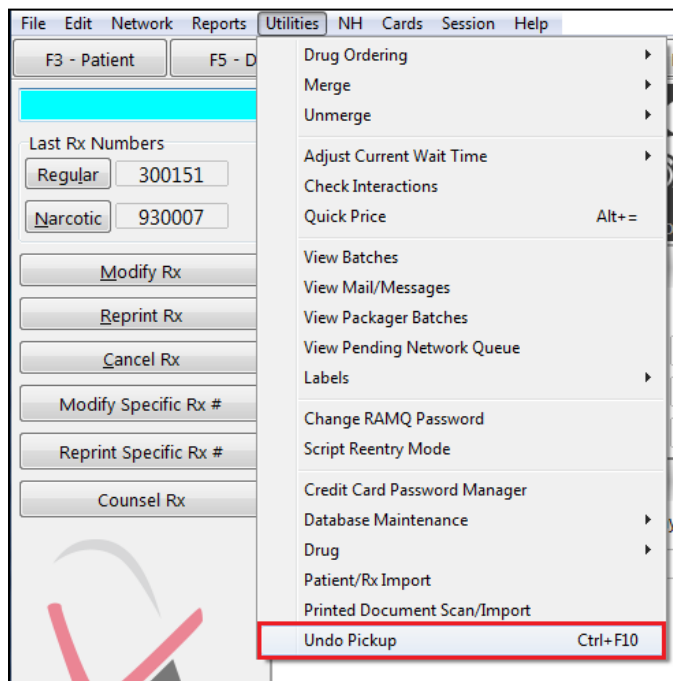 File Edit Network Reports Utilities NH Cards Session Help
F3 - Patient
F5 - D
Last Rx Numbers
Regular 300151
Narcotic 930007
Modify Rx
Reprint Rx
Cancel Rx
Modify Specific Rx #
Reprint Specific Rx #
Counsel Rx
Drug Ordering
Merge
Unmerge
Adjust Current Wait Time
Check Interactions
Quick Price Alt+=
View Batches
View Mail/Messages
View Packager Batches
View Pending Network Queue
Labels
Change RAMQ Password
Script Reentry Mode
Credit Card Password Manager
Database Maintenance
Drug
Patient/Rx Import
Printed Document Scan/Import
Undo Pickup Ctrl+F10